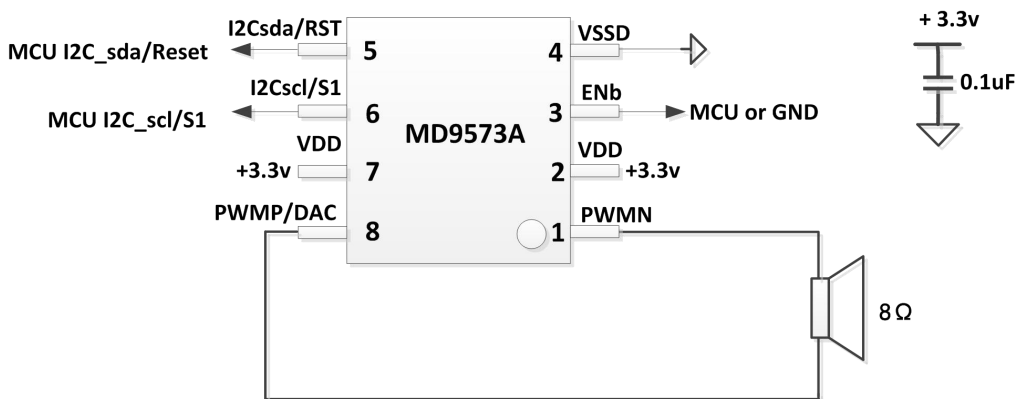 I2Csda/RST
MCU I2C_sda/Reset
5
4
VSSD
I2Cscl/S1
MCU I2C_scl/S1
6
3
ENb
MCU or GND
MD9573A
VDD
+3.3v
7
2
VDD
+3.3v
PWMP/DAC
8
1
PWMN
8Ω
+ 3.3v
0.1uF